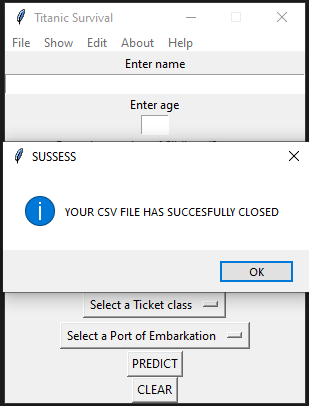 Titanic Survival
File Show Edit About Help
Enter name
Enter age
SUSSESS
YOUR CSV FILE HAS SUCCESFULLY CLOSED
OK
Select a Ticket class
Select a Port of Embarkation
PREDICT
CLEAR